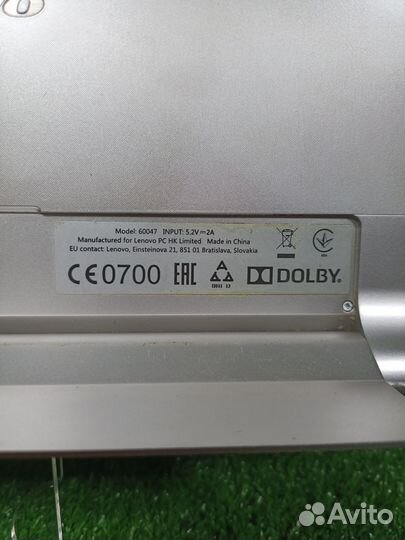 Model: 60047 INPUT: 5.2V⎓2A
Manufactured for Lenovo PC HK Limited Made in China
EU contact: Lenovo, Einsteinova 21, 851 01 Bratislava, Slovakia
CE0700 EAC DOLBY.
Avito